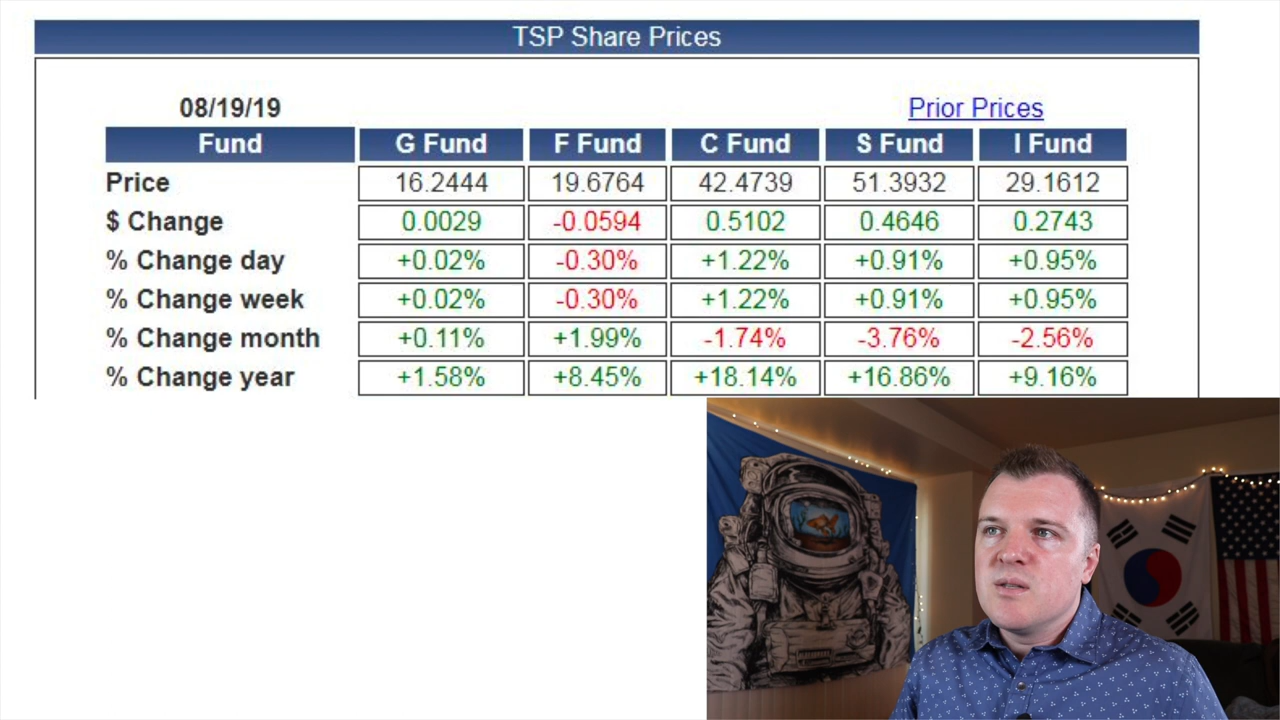 TSP Share Prices
08/19/19 Prior Prices
Fund G Fund F Fund C Fund S Fund I Fund
Price 16.2444 19.6764 42.4739 51.3932 29.1612
$ Change 0.0029 -0.0594 0.5102 0.4646 0.2743
% Change day +0.02% -0.30% +1.22% +0.91% +0.95%
% Change week +0.02% -0.30% +1.22% +0.91% +0.95%
% Change month +0.11% +1.99% -1.74% -3.76% -2.56%
% Change year +1.58% +8.45% +18.14% +16.86% +9.16%